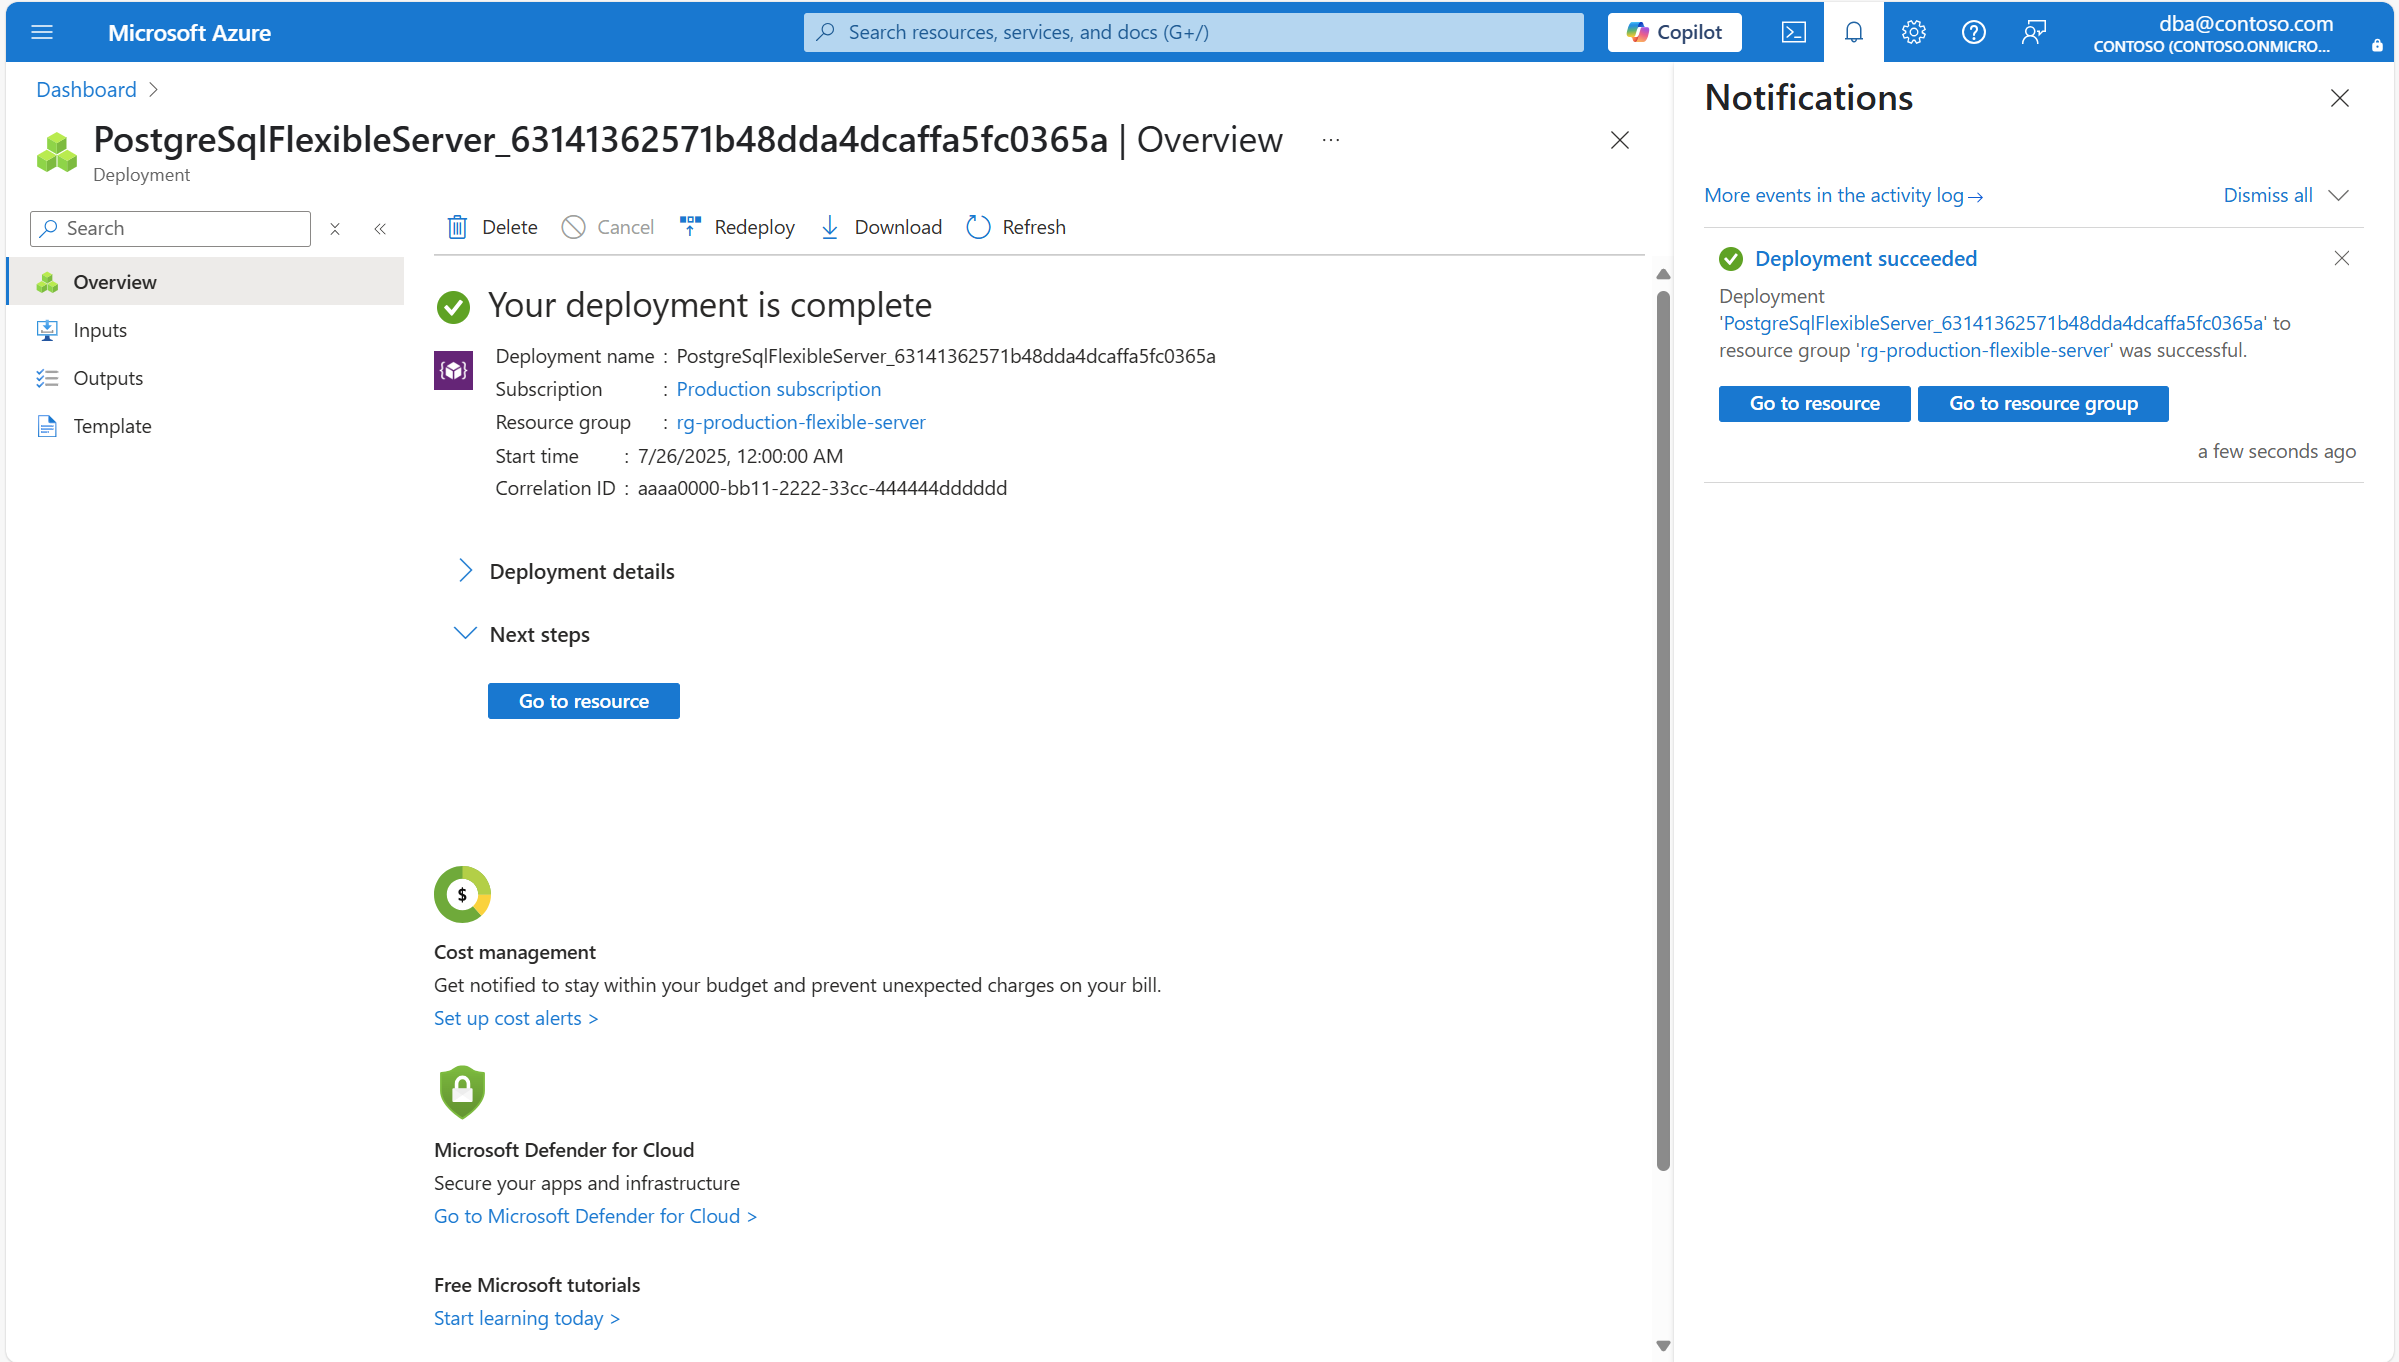 Microsoft Azure
Search resources, services, and docs (G+/)
Copilot
dba@contoso.com
CONTOSO (CONTOSO.ONMICRO...
Dashboard >
PostgreSqlFlexibleServer_63141362571b48dda4dcaffa5fc0365a | Overview ...
Deployment
Search
Overview
Inputs
Outputs
Template
Delete
Cancel
Redeploy
Download
Refresh
Your deployment is complete
Deployment name : PostgreSqlFlexibleServer_63141362571b48dda4dcaffa5fc0365a
Subscription : Production subscription
Resource group : rg-production-flexible-server
Start time : 7/26/2025, 12:00:00 AM
Correlation ID : aaaa0000-bb11-2222-33cc-444444dddddd
Deployment details
Next steps
Go to resource
$
Cost management
Get notified to stay within your budget and prevent unexpected charges on your bill.
Set up cost alerts >
Microsoft Defender for Cloud
Secure your apps and infrastructure
Go to Microsoft Defender for Cloud >
Free Microsoft tutorials
Start learning today >
Notifications
More events in the activity log→
Dismiss all
Deployment succeeded
Deployment
'PostgreSqlFlexibleServer_63141362571b48dda4dcaffa5fc0365a' to
resource group 'rg-production-flexible-server' was successful.
Go to resource
Go to resource group
a few seconds ago